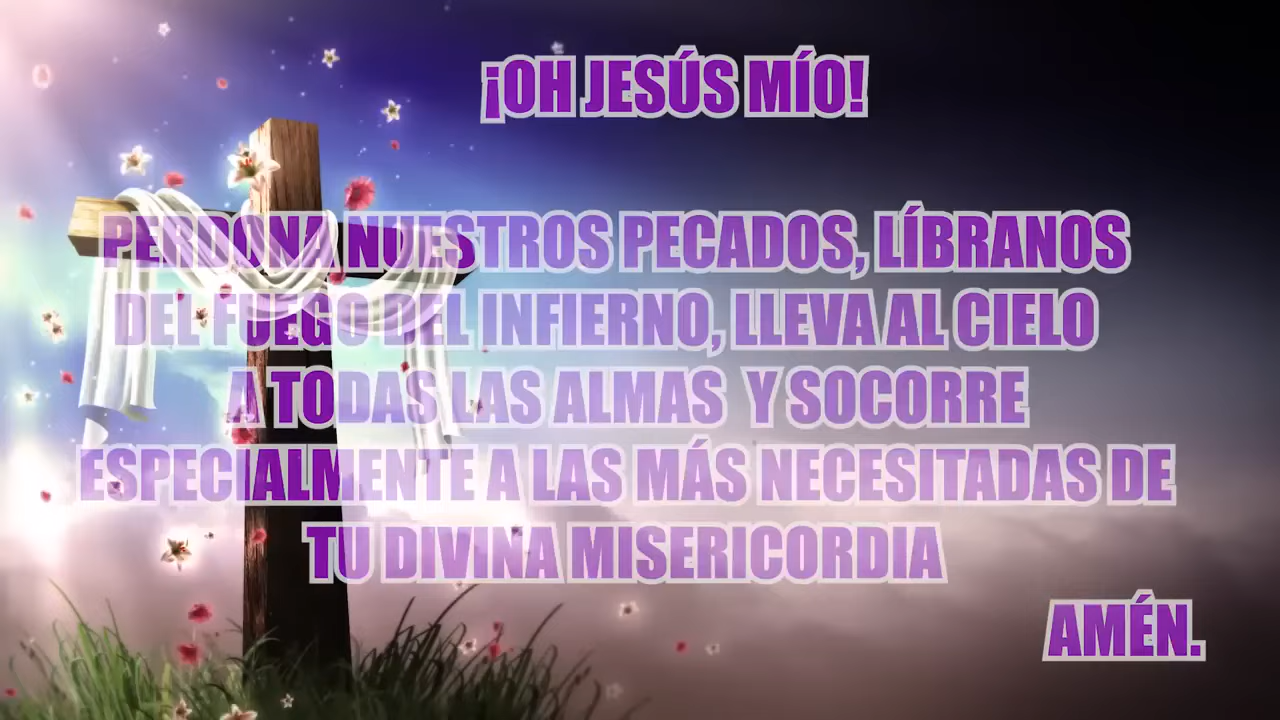 ¡OH JESÚS MÍO!
PERDONA NUESTROS PECADOS, LÍBRANOS
DEL FUEGO DEL INFIERNO, LLEVA AL CIELO
A TODAS LAS ALMAS Y SOCORRE
ESPECIALMENTE A LAS MÁS NECESITADAS DE
TU DIVINA MISERICORDIA
AMÉN.